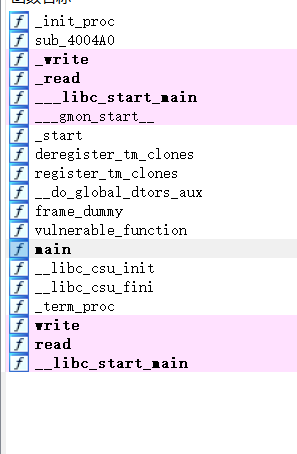 函数名称
f _init_proc
f sub_4004A0
f _write
f _read
f ___libc_start_main
f ___gmon_start__
f _start
f deregister_tm_clones
f register_tm_clones
f __do_global_dtors_aux
f frame_dummy
f vulnerable_function
f main
f __libc_csu_init
f __libc_csu_fini
f _term_proc
f write
f read
f __libc_start_main